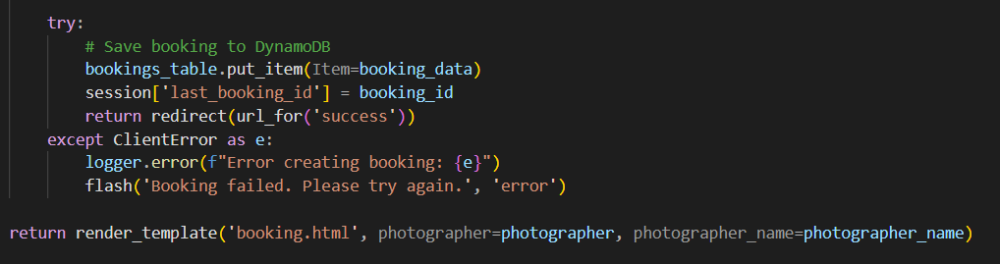 try:
# Save booking to DynamoDB
bookings_table.put_item(Item=booking_data)
session['last_booking_id'] = booking_id
return redirect(url_for('success'))
except ClientError as e:
logger.error(f"Error creating booking: {e}")
flash('Booking failed. Please try again.', 'error')
return render_template('booking.html', photographer=photographer, photographer_name=photographer_name)